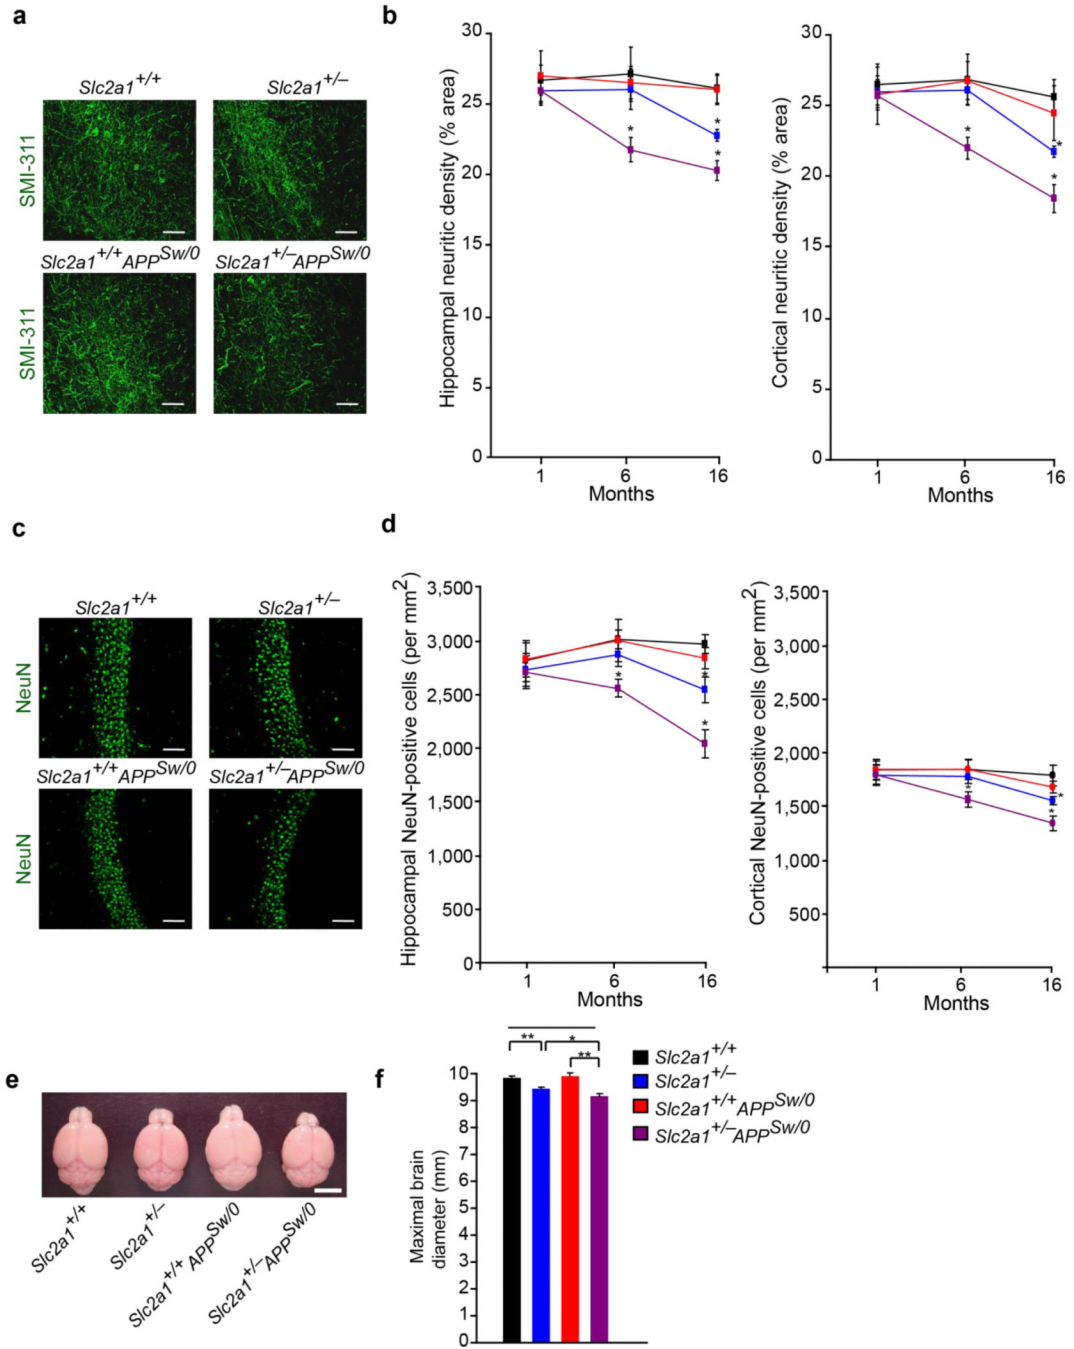 a
Slc2a1+/+
Slc2a1+/–
SMI-311
Slc2a1+/+APPSw/0
Slc2a1+/–APPSw/0
SMI-311
b
Hippocampal neuritic density (% area)
30
25
20
15
10
5
0
1
6
16
Months
*
*
*
Cortical neuritic density (% area)
30
25
20
15
10
5
0
1
6
16
Months
*
*
*
c
Slc2a1+/+
Slc2a1+/–
NeuN
Slc2a1+/+APPSw/0
Slc2a1+/–APPSw/0
NeuN
d
Hippocampal NeuN-positive cells (per mm2)
3,500
3,000
2,500
2,000
1,500
1,000
500
0
1
6
16
Months
*
*
*
Cortical NeuN-positive cells (per mm2)
3,500
3,000
2,500
2,000
1,500
1,000
500
1
6
16
Months
*
*
*
e
Slc2a1+/+
Slc2a1+/–
Slc2a1+/+APPSw/0
Slc2a1+/–APPSw/0
f
Maximal brain
diameter (mm)
10
9
8
7
6
5
4
3
2
1
0
**
*
**
Slc2a1+/+
Slc2a1+/–
Slc2a1+/+APPSw/0
Slc2a1+/–APPSw/0